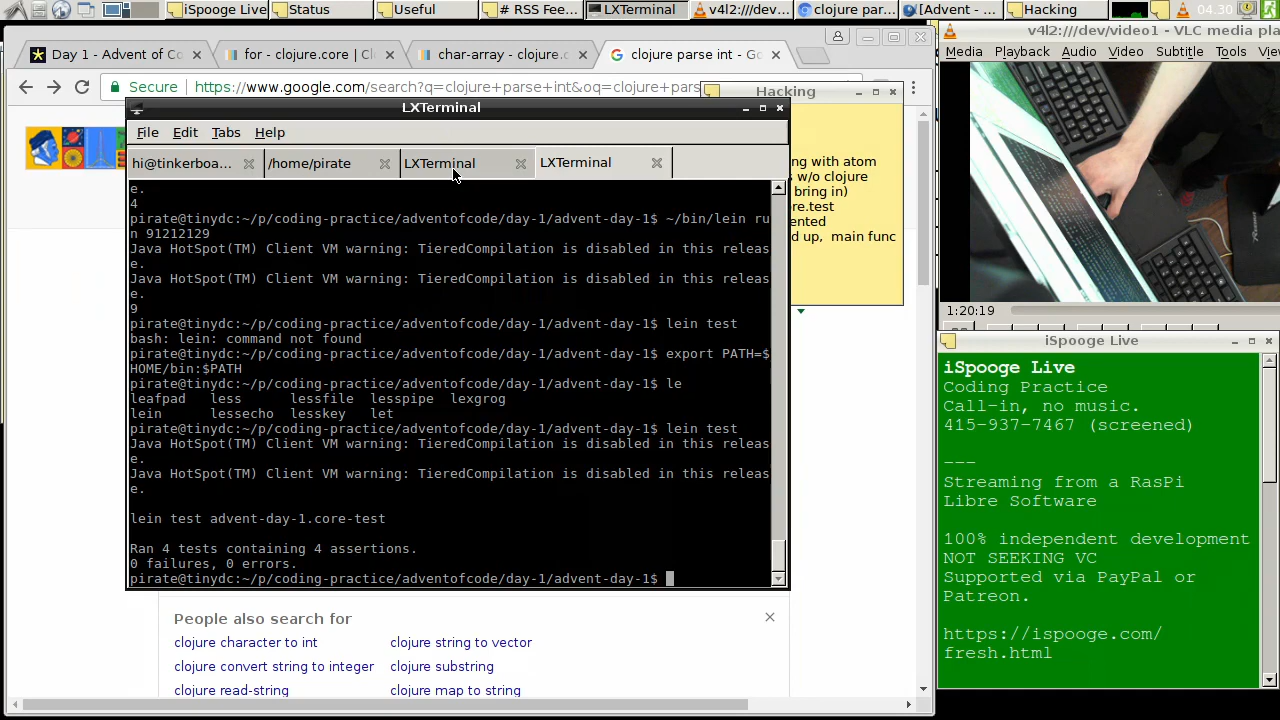 iSpooge Live
Status
Useful
# RSS Fee...
LXTerminal
v4l2:///dev...
clojure par...
[Advent - ...
Hacking
04.30
Day 1 - Advent of Co
str - clojure.core | Cl
char-array - clojure.c
clojure parse int - Go
Secure
https://www.google.com/search?q=clojure+parse+int&oq=clojure+pars
v4l2:///dev/video1 - VLC media pla
Media Playback Audio Video Subtitle Tools Vie
1:20:19
Hacking
ng with atom
s w/o clojure
bring in)
re.test
ented
d up, main func
LXTerminal
File Edit Tabs Help
hi@tinkerboa...
/home/pirate
LXTerminal
LXTerminal
e.
4
pirate@tinydc:~/p/coding-practice/adventofcode/day-1/advent-day-1$ ~/bin/lein ru
n 91212129
Java HotSpot(TM) Client VM warning: TieredCompilation is disabled in this releas
e.
Java HotSpot(TM) Client VM warning: TieredCompilation is disabled in this releas
e.
9
pirate@tinydc:~/p/coding-practice/adventofcode/day-1/advent-day-1$ lein test
bash: lein: command not found
pirate@tinydc:~/p/coding-practice/adventofcode/day-1/advent-day-1$ export PATH=$
HOME/bin:$PATH
pirate@tinydc:~/p/coding-practice/adventofcode/day-1/advent-day-1$ le
leafpad less lessfile lesspipe lexgrog
lein lessecho lesskey let
pirate@tinydc:~/p/coding-practice/adventofcode/day-1/advent-day-1$ lein test
Java HotSpot(TM) Client VM warning: TieredCompilation is disabled in this releas
e.
Java HotSpot(TM) Client VM warning: TieredCompilation is disabled in this releas
e.
lein test advent-day-1.core-test
Ran 4 tests containing 4 assertions.
0 failures, 0 errors.
pirate@tinydc:~/p/coding-practice/adventofcode/day-1/advent-day-1$
People also search for
clojure character to int
clojure string to vector
clojure convert string to integer
clojure substring
clojure read-string
clojure map to string
iSpooge Live
iSpooge Live
Coding Practice
Call-in, no music.
415-937-7467 (screened)
---
Streaming from a RasPi
Libre Software
100% independent development
NOT SEEKING VC
Supported via PayPal or
Patreon.
https://ispooge.com/
fresh.html